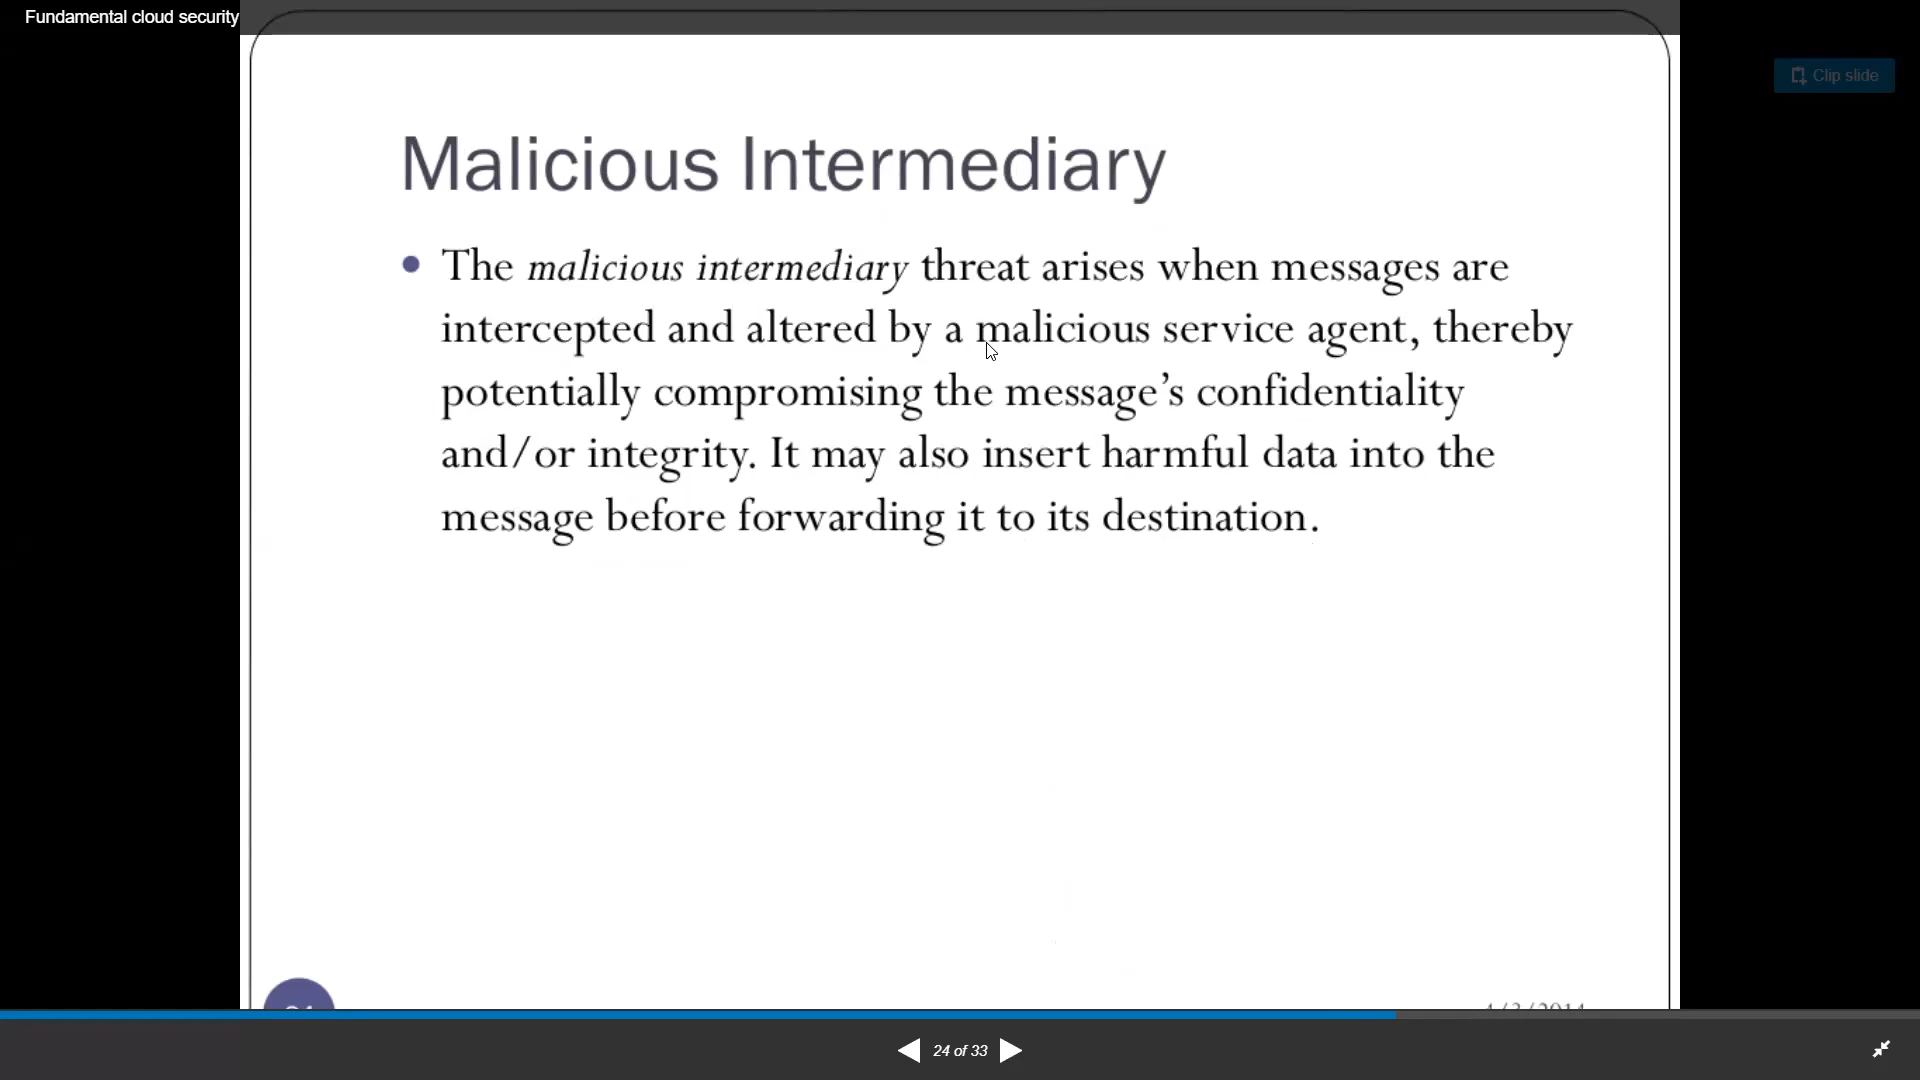 Fundamental cloud security
Clip slide
Malicious Intermediary
• The malicious intermediary threat arises when messages are
intercepted and altered by a malicious service agent, thereby
potentially compromising the message’s confidentiality
and/or integrity. It may also insert harmful data into the
message before forwarding it to its destination.
24 of 33